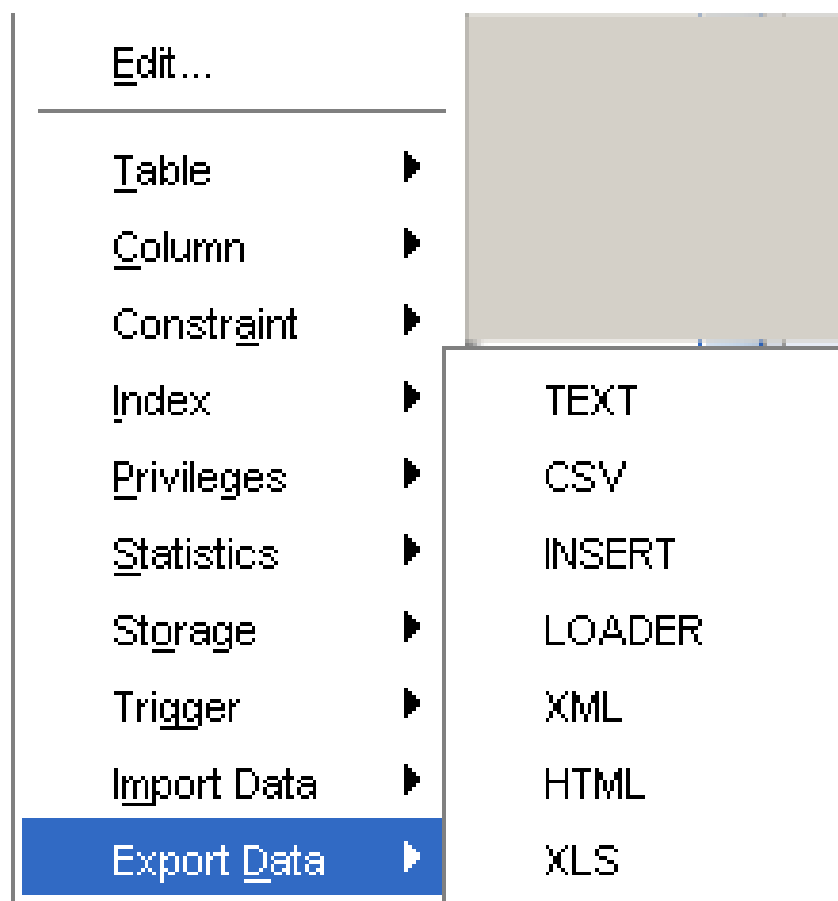 Edit...
Table
Column
Constraint
Index
Privileges
Statistics
Storage
Trigger
Import Data
Export Data
TEXT
CSV
INSERT
LOADER
XML
HTML
XLS